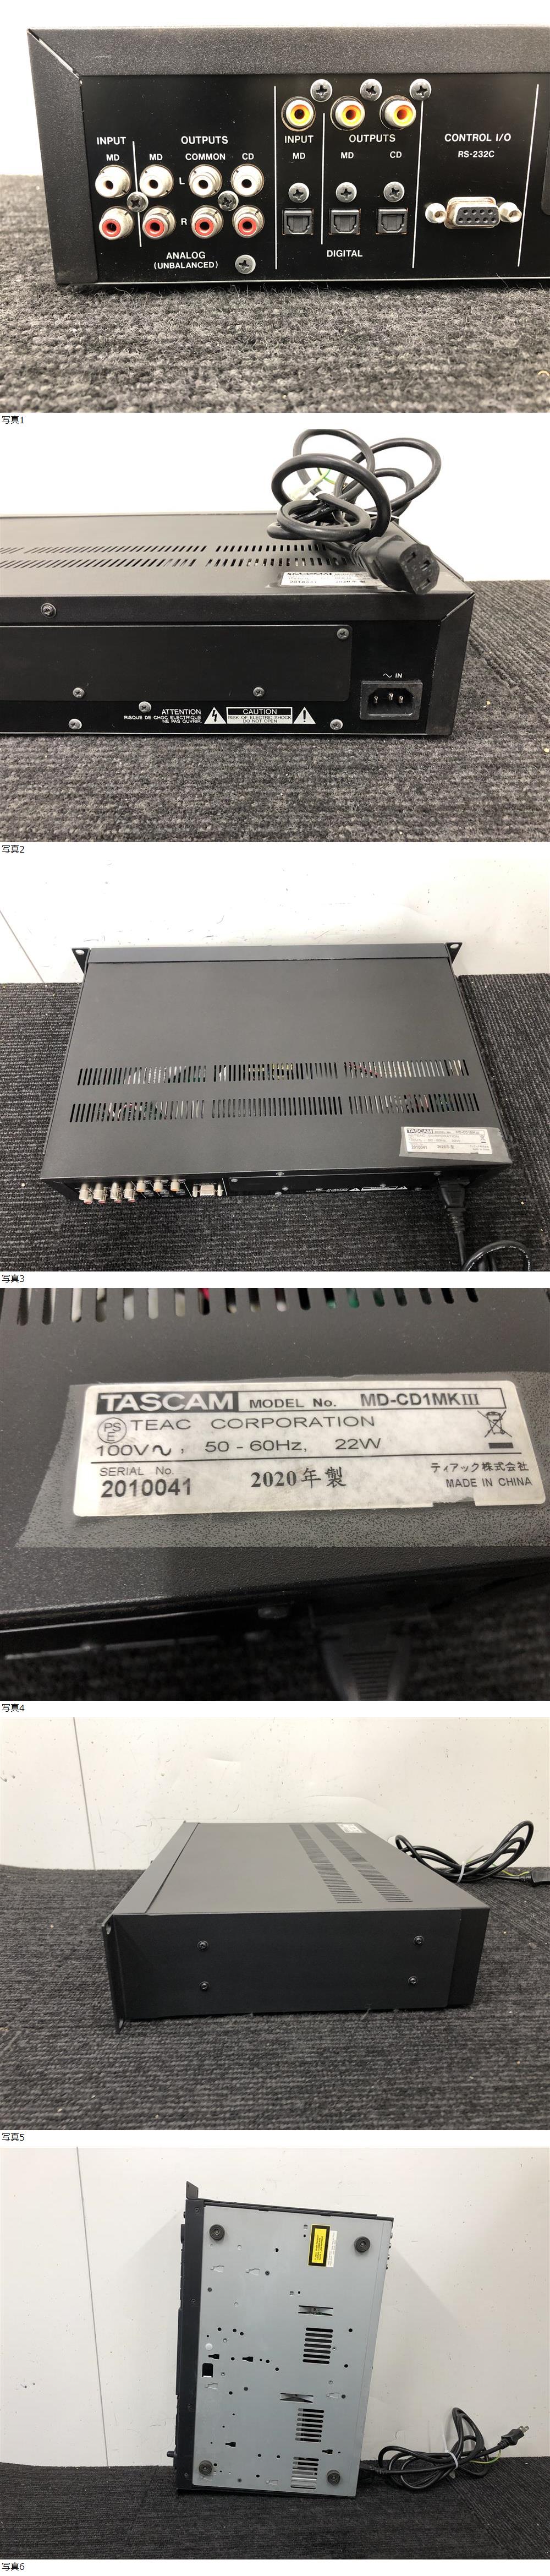 INPUT
OUTPUTS
MD
MD
COMMON
CD
L
R
ANALOG
(UNBALANCED)
INPUT
OUTPUTS
MD
MD
CD
DIGITAL
CONTROL I/O
RS-232C
写真1
IN
ATTENTION
RISQUE DE CHOC ELECTRIQUE
NE PAS OUVRIR
CAUTION
RISK OF ELECTRIC SHOCK
DO NOT OPEN
写真2
TASCAM
写真3
TASCAM MODEL No. MD-CD1MKIII
PSE TEAC CORPORATION
100V～, 50-60Hz, 22W
SERIAL No.
2010041
2020年製
ティアック株式会社
MADE IN CHINA
写真4
写真5
写真6